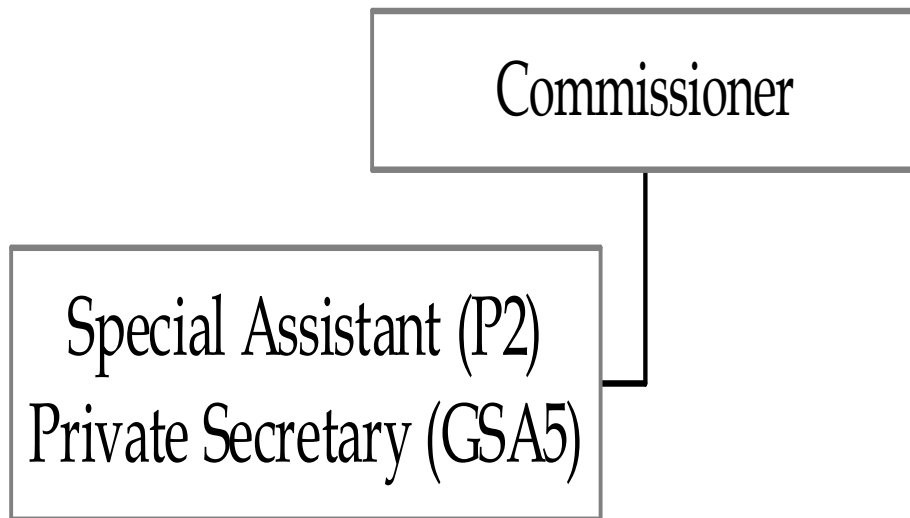 Commissioner
Special Assistant (P2)
Private Secretary (GSA5)